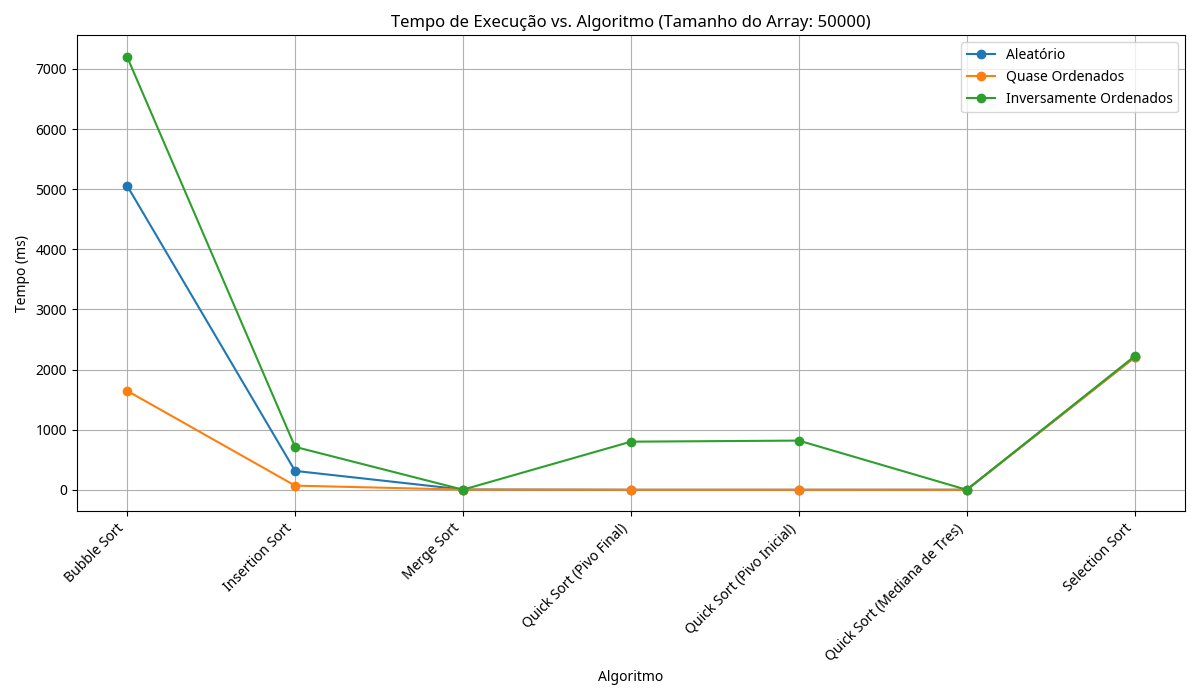 Tempo de Execução vs. Algoritmo (Tamanho do Array: 50000)
Aleatório
Quase Ordenados
Inversamente Ordenados
7000
6000
5000
4000
3000
2000
1000
0
Tempo (ms)
Bubble Sort
Insertion Sort
Merge Sort
Quick Sort (Pivo Final)
Quick Sort (Pivo Inicial)
Quick Sort (Mediana de Tres)
Selection Sort
Algoritmo